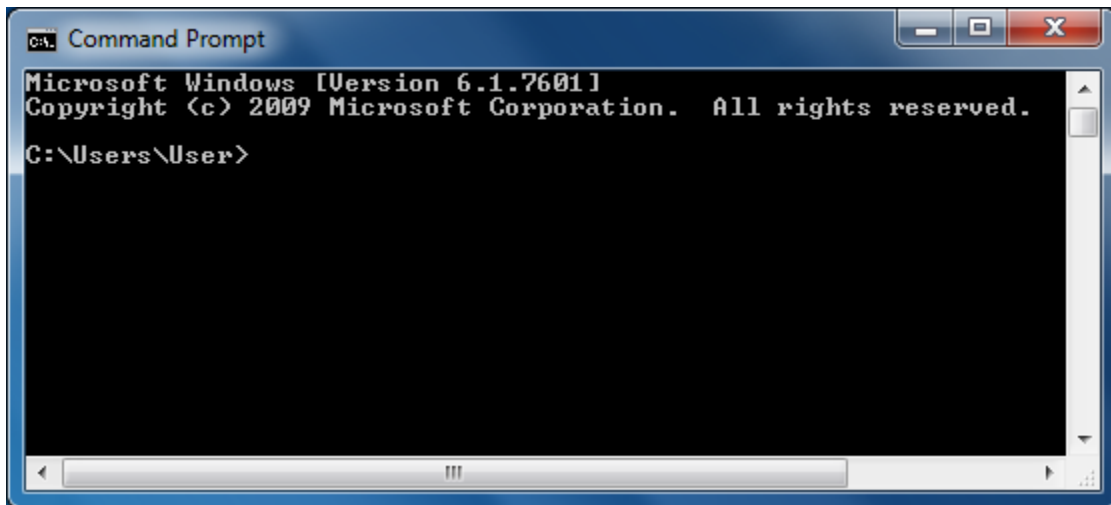 Command Prompt
Microsoft Windows [Version 6.1.7601]
Copyright (c) 2009 Microsoft Corporation.  All rights reserved.
C:\Users\User>